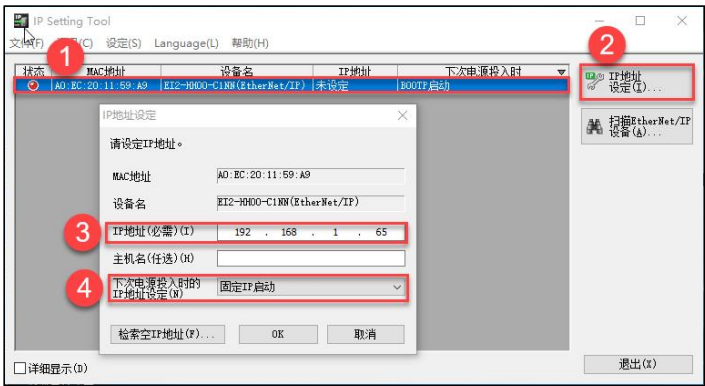 IP Setting Tool
(C) 设定(S) Language(L) 帮助(H)
1
2
状态 MAC地址 设备名 IP地址 下次电源投入时
A0:EC:20:11:59:A9 EI2-HH00-C1NN(EtherNet/IP) 未设定 BOOTP启动
IP地址
设定(I)...
扫描EtherNet/IP
设备(A)...
IP地址设定
请设定IP地址。
MAC地址 A0:EC:20:11:59:A9
设备名 EI2-HH00-C1NN(EtherNet/IP)
3
IP地址(必需)(I) 192 . 168 . 1 . 65
主机名(任选)(H)
4
下次电源投入时的
IP地址设定(N) 固定IP启动
检索空IP地址(F)... OK 取消
详细显示(D)
退出(X)